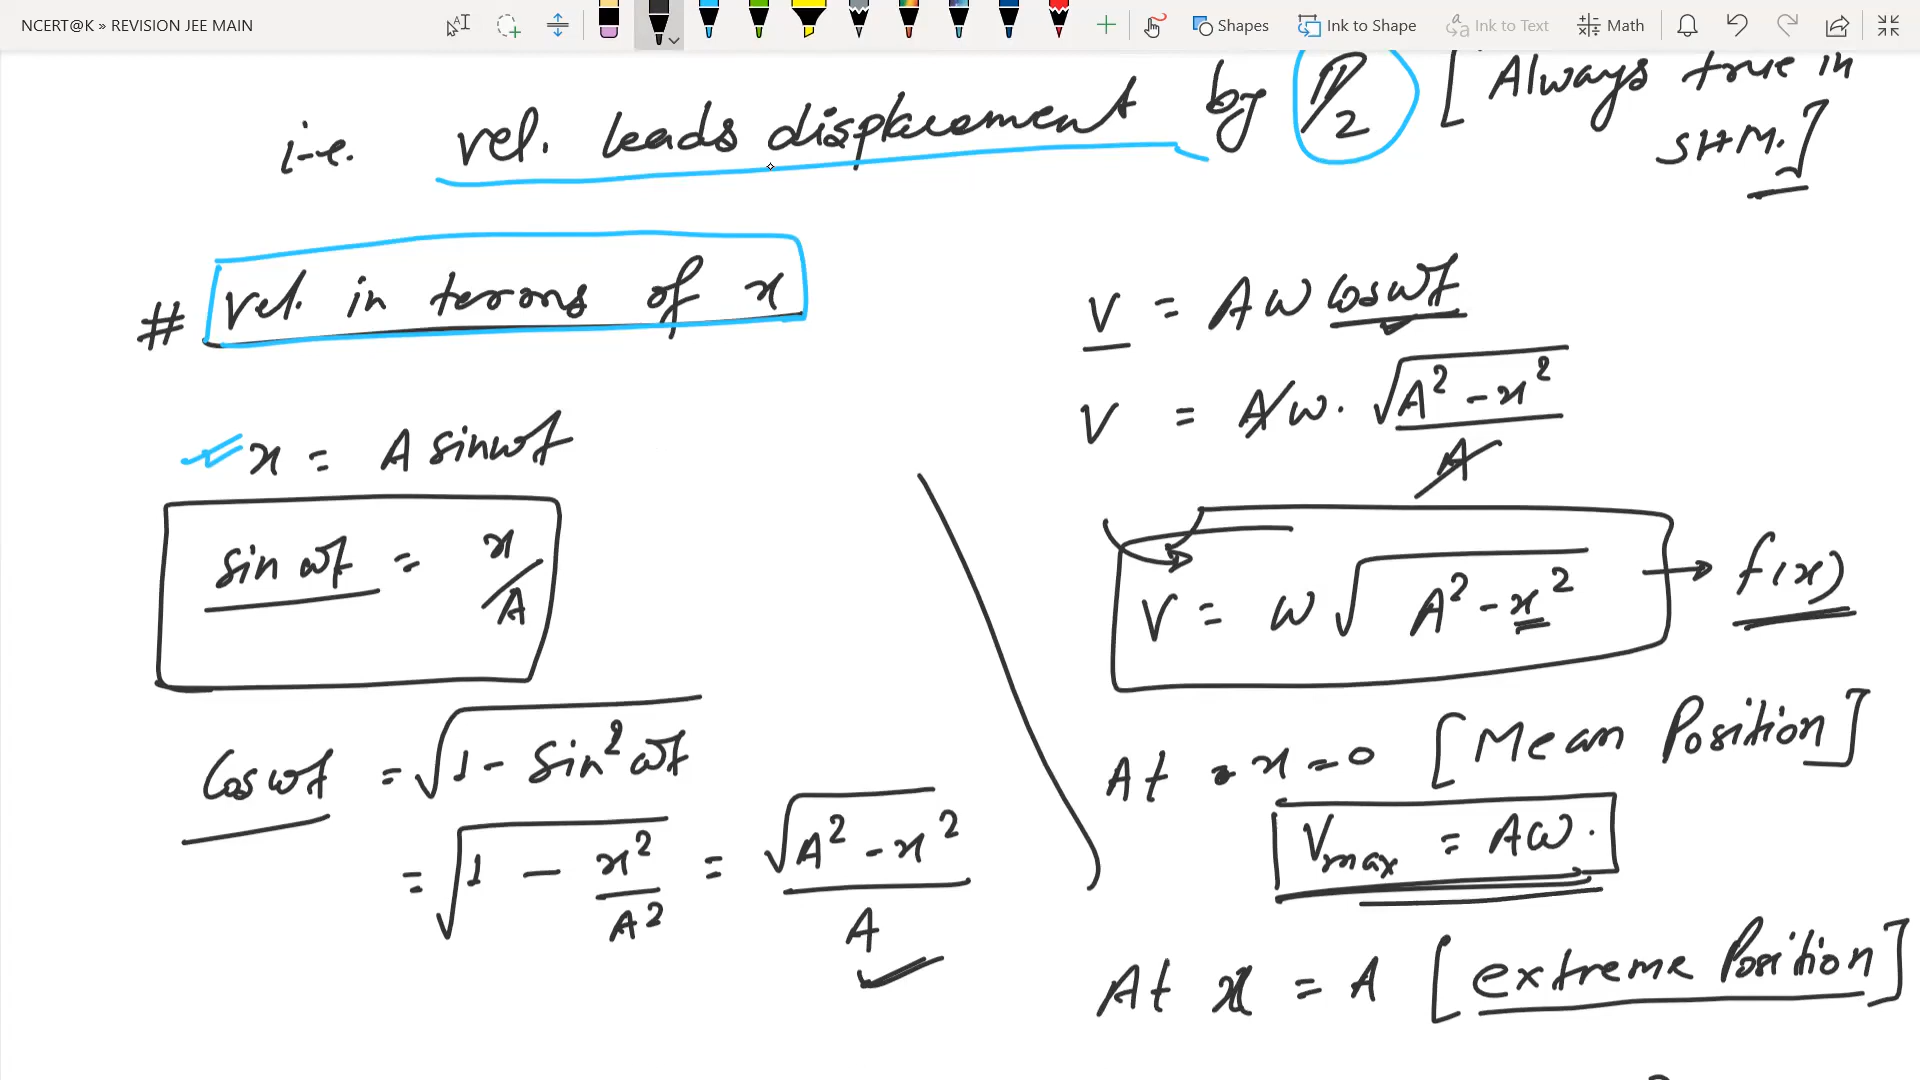 NCERT@K » REVISION JEE MAIN
Shapes
Ink to Shape
Ink to Text
Math
i-e. vel. leads displacement by π/2 [Always true in
SHM.]
# vel. in terms of x
x = A sinωt
sin ωt = x/A
Cosωt = √(1 - Sin² ωt)
= √(1 - x²/A²) = √(A² - x²)/A
V = Aω cosωt
V = Aω. √(A² - x²)/A
V = ω√(A² - x²) → f(x)
At x=0 [Mean Position]
Vmax = Aω.
At x = A [extreme Position]